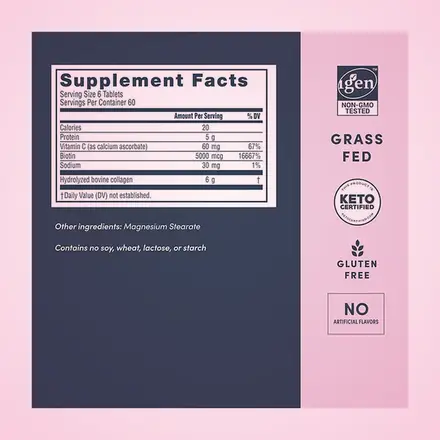 Supplement Facts
Serving Size 6 Tablets
Servings Per Container 60
Amount Per Serving % DV
Calories 20
Protein 5 g
Vitamin C (as calcium ascorbate) 60 mg 67%
Biotin 5000 mcg 16667%
Sodium 30 mg 1%
Hydrolyzed bovine collagen 6 g †
†Daily Value (DV) not established.
Other ingredients: Magnesium Stearate
Contains no soy, wheat, lactose, or starch
igen
NON-GMO
TESTED
GRASS
FED
KETO
CERTIFIED
GLUTEN
FREE
NO
ARTIFICIAL FLAVORS